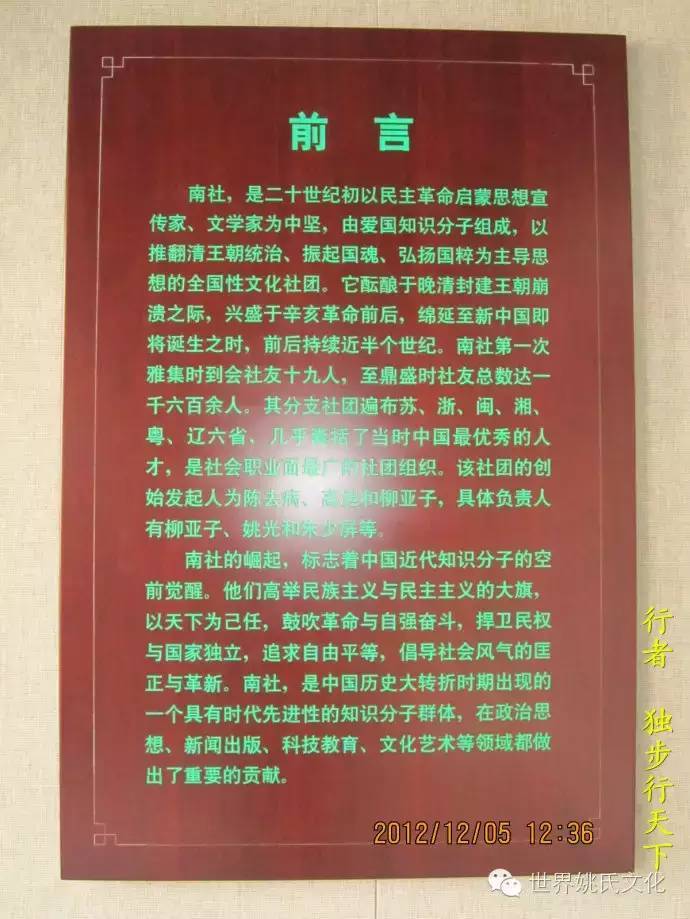 前言
南社，是二十世纪初以民主革命启蒙思想宣
传家、文学家为中坚，由爱国知识分子组成，以
推翻清王朝统治、振起国魂、弘扬国粹为主导思
想的全国性文化社团。它酝酿于晚清封建王朝崩
溃之际，兴盛于辛亥革命前后，绵延至新中国即
将诞生之时，前后持续近半个世纪。南社第一次
雅集时到会社友十九人，至鼎盛时社友总数达一
千六百余人。其分支社团遍布苏、浙、闽、湘、
粤、辽六省、几乎囊括了当时中国最优秀的人
才，是社会职业面最广的社团组织。该社团的创
始发起人为陈去病、高旭和柳亚子，具体负责人
有柳亚子、姚光和朱少屏等。
南社的崛起，标志着中国近代知识分子的空
前觉醒。他们高举民族主义与民主主义的大旗，
以天下为己任，鼓吹革命与自强奋斗，捍卫民权
与国家独立，追求自由平等，倡导社会风气的匡
正与革新。南社，是中国历史大转折时期出现的
一个具有时代先进性的知识分子群体，在政治思
想、新闻出版、科技教育、文化艺术等领域都做
出了重要的贡献。
行者 独步行天下
2012/12/05 12:36
世界姚氏文化